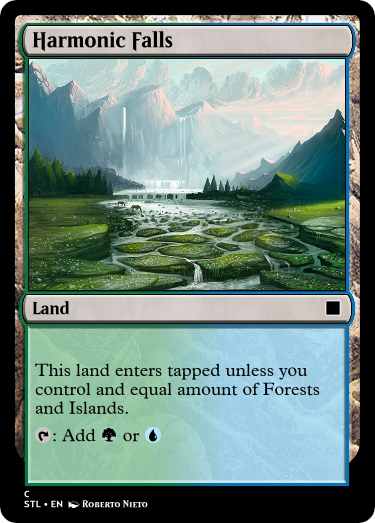 Harmonic Falls
Land
This land enters tapped unless you
control and equal amount of Forests
and Islands.
: Add or
C
STL • EN Roberto Nieto